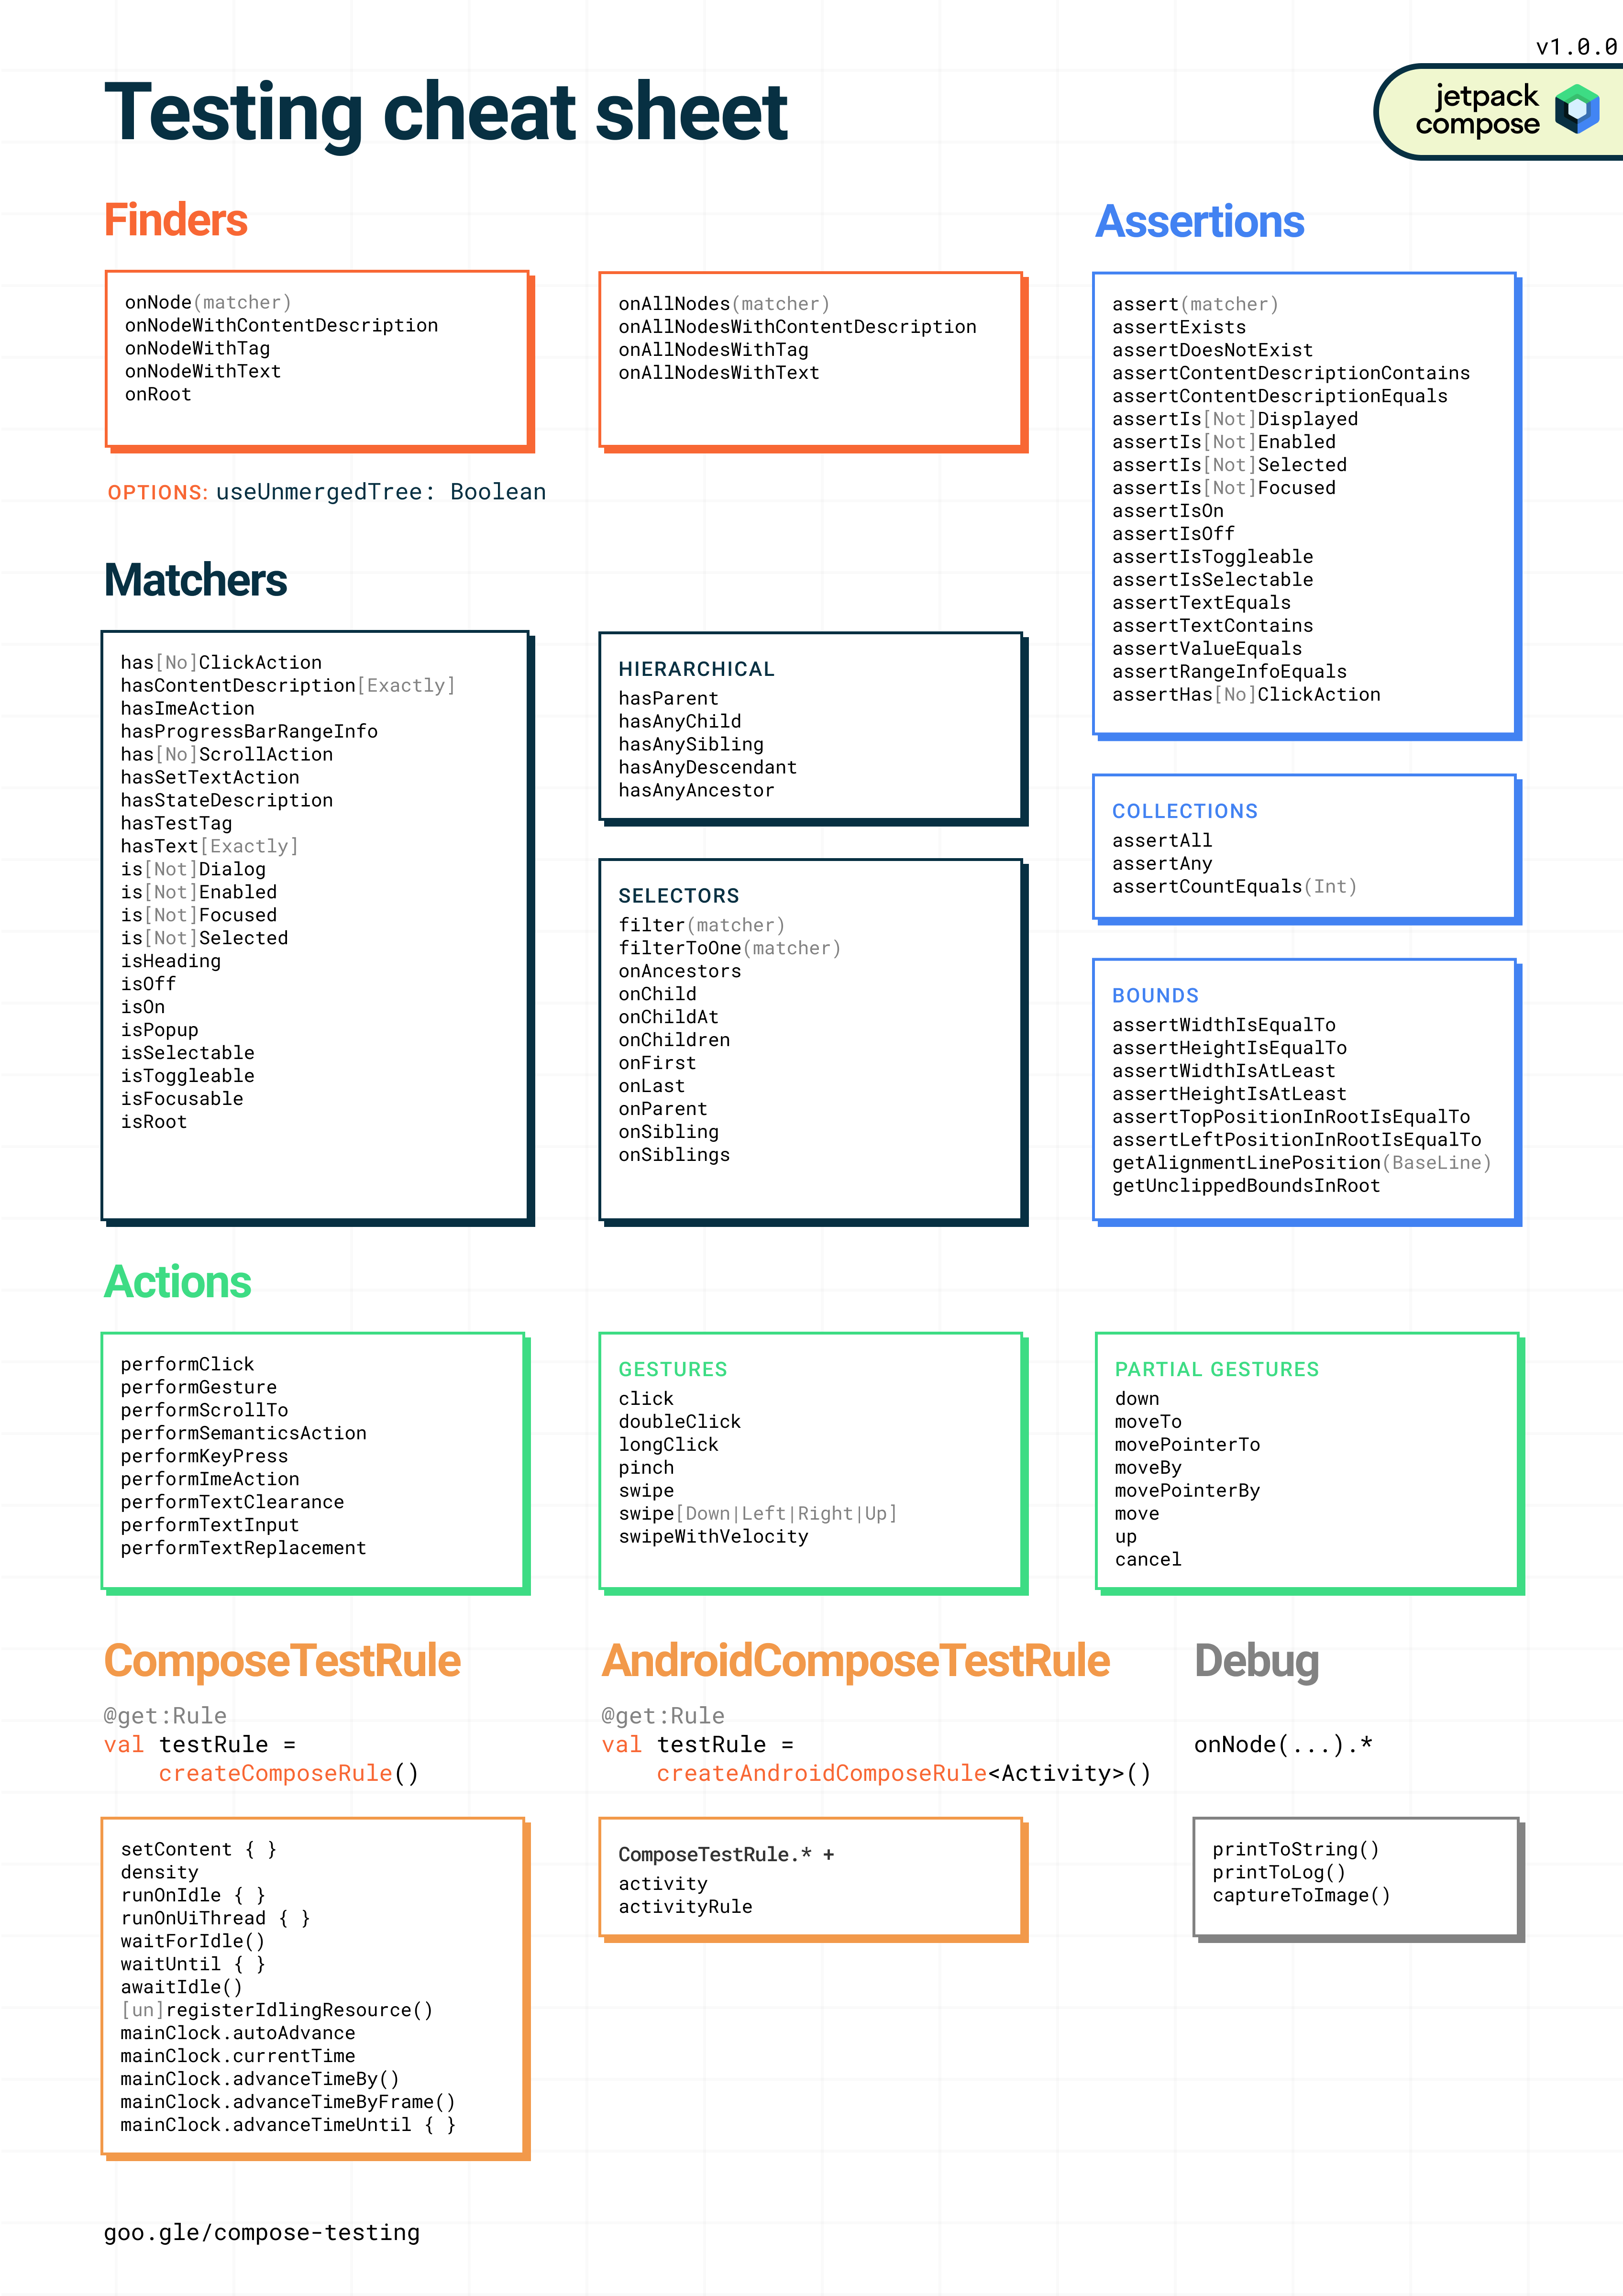 v1.0.0
Testing cheat sheet
jetpack
compose
Finders
onNode(matcher)
onNodeWithContentDescription
onNodeWithTag
onNodeWithText
onRoot
onAllNodes(matcher)
onAllNodesWithContentDescription
onAllNodesWithTag
onAllNodesWithText
OPTIONS: useUnmergedTree: Boolean
Matchers
has[No]ClickAction
hasContentDescription[Exactly]
hasImeAction
hasProgressBarRangeInfo
has[No]ScrollAction
hasSetTextAction
hasStateDescription
hasTestTag
hasText[Exactly]
is[Not]Dialog
is[Not]Enabled
is[Not]Focused
is[Not]Selected
isHeading
isOff
isOn
isPopup
isSelectable
isToggleable
isFocusable
isRoot
HIERARCHICAL
hasParent
hasAnyChild
hasAnySibling
hasAnyDescendant
hasAnyAncestor
SELECTORS
filter(matcher)
filterToOne(matcher)
onAncestors
onChild
onChildAt
onChildren
onFirst
onLast
onParent
onSibling
onSiblings
Assertions
assert(matcher)
assertExists
assertDoesNotExist
assertContentDescriptionContains
assertContentDescriptionEquals
assertIs[Not]Displayed
assertIs[Not]Enabled
assertIs[Not]Selected
assertIs[Not]Focused
assertIsOn
assertIsOff
assertIsToggleable
assertIsSelectable
assertTextEquals
assertTextContains
assertValueEquals
assertRangeInfoEquals
assertHas[No]ClickAction
COLLECTIONS
assertAll
assertAny
assertCountEquals(Int)
BOUNDS
assertWidthIsEqualTo
assertHeightIsEqualTo
assertWidthIsAtLeast
assertHeightIsAtLeast
assertTopPositionInRootIsEqualTo
assertLeftPositionInRootIsEqualTo
getAlignmentLinePosition(BaseLine)
getUnclippedBoundsInRoot
Actions
performClick
performGesture
performScrollTo
performSemanticsAction
performKeyPress
performImeAction
performTextClearance
performTextInput
performTextReplacement
GESTURES
click
doubleClick
longClick
pinch
swipe
swipe[Down|Left|Right|Up]
swipeWithVelocity
PARTIAL GESTURES
down
moveTo
movePointerTo
moveBy
movePointerBy
move
up
cancel
ComposeTestRule
@get:Rule
val testRule =
createComposeRule()
setContent { }
density
runOnIdle { }
runOnUiThread { }
waitForIdle()
waitUntil { }
awaitIdle()
[un]registerIdlingResource()
mainClock.autoAdvance
mainClock.currentTime
mainClock.advanceTimeBy()
mainClock.advanceTimeByFrame()
mainClock.advanceTimeUntil { }
AndroidComposeTestRule
@get:Rule
val testRule =
createAndroidComposeRule<Activity>()
ComposeTestRule.* +
activity
activityRule
Debug
onNode(...).*
printToString()
printToLog()
captureToImage()
goo.gle/compose-testing